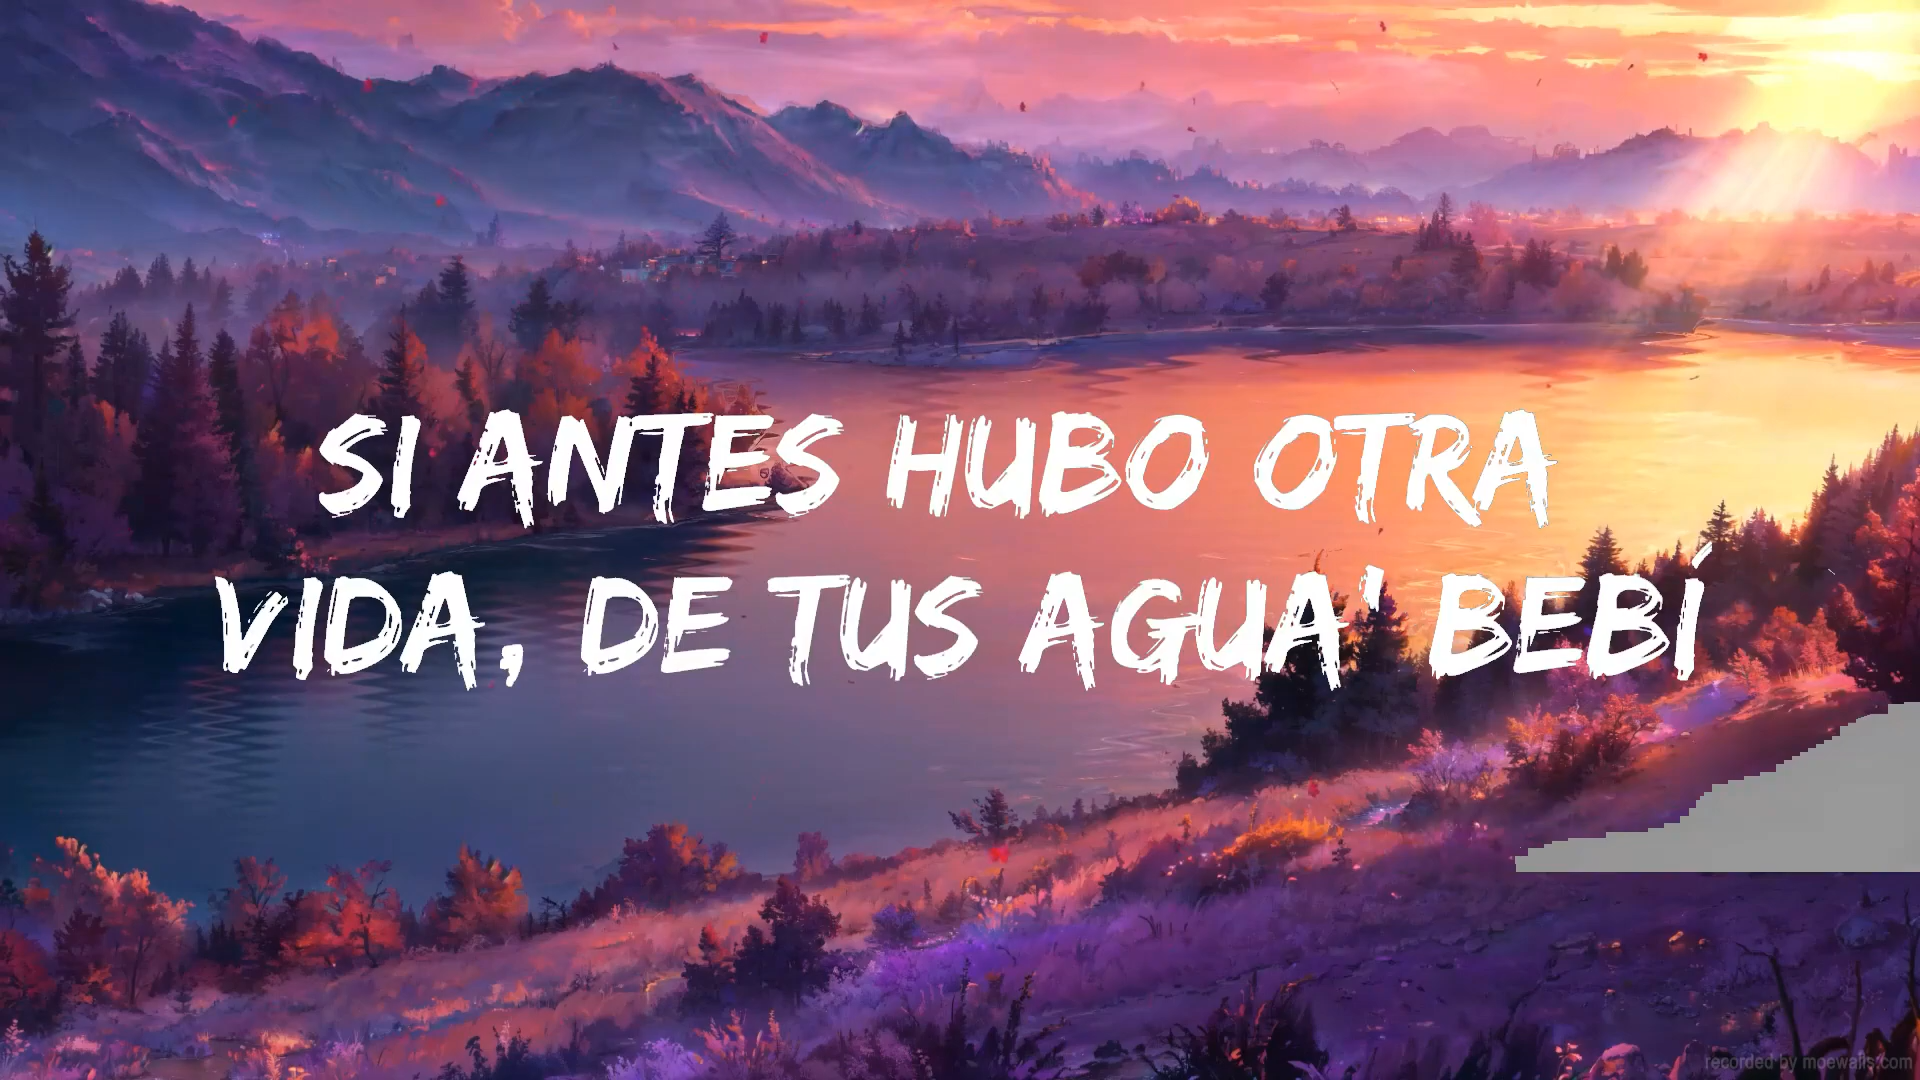 SI ANTES HUBO OTRA
VIDA, DE TUS AGUA' BEBÍ
recorded by moewalls.com